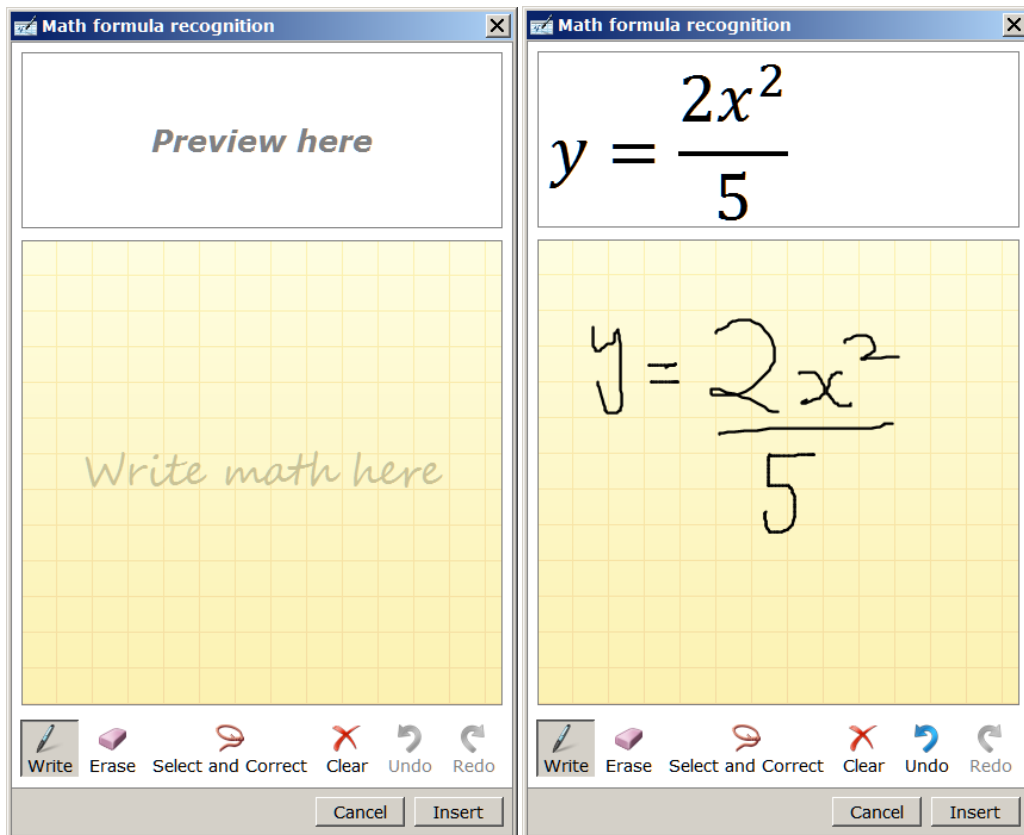 Math formula recognition
Preview here
Write math here
Write Erase Select and Correct Clear Undo Redo
Cancel Insert
Math formula recognition
y = 2x²/5
y = 2x²/5
Write Erase Select and Correct Clear Undo Redo
Cancel Insert